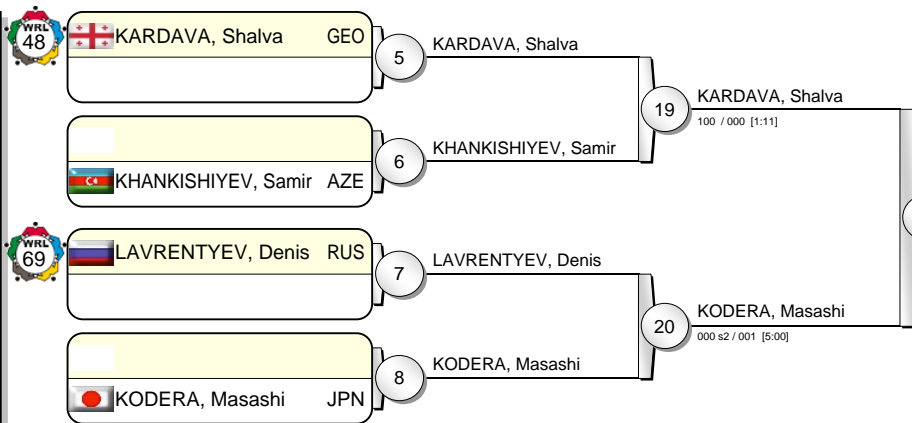 WRL
48
KARDAVA, Shalva GEO
5
KARDAVA, Shalva
19
KARDAVA, Shalva
100 / 000 [1:11]
6
KHANKISHIYEV, Samir
KHANKISHIYEV, Samir AZE
WRL
69
LAVRENTYEV, Denis RUS
7
LAVRENTYEV, Denis
20
KODERA, Masashi
000 s2 / 001 [5:00]
8
KODERA, Masashi
KODERA, Masashi JPN